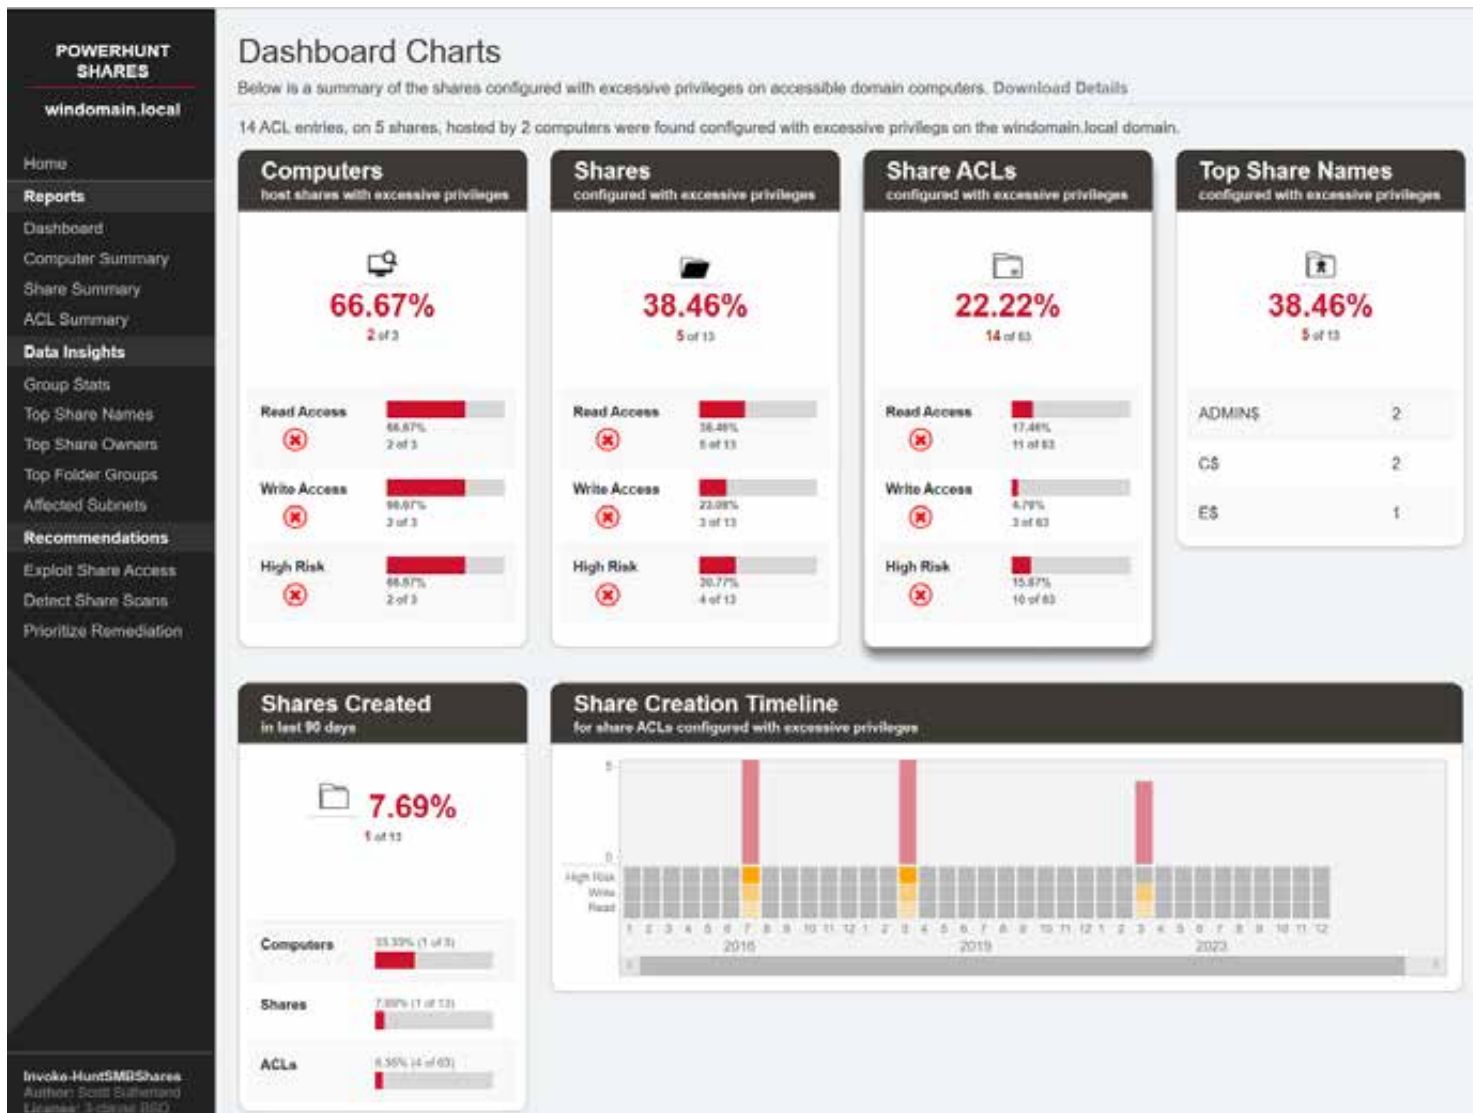 POWERHUNT
SHARES
windomain.local
Home
Reports
Dashboard
Computer Summary
Share Summary
ACL Summary
Data Insights
Group Stats
Top Share Names
Top Share Owners
Top Folder Groups
Affected Subnets
Recommendations
Exploit Share Access
Detect Share Scans
Prioritize Remediation
Invoke-HuntSMBShares
Author: Scott Sutherland
License: 3-clause BSD
Dashboard Charts
Below is a summary of the shares configured with excessive privileges on accessible domain computers. Download Details
14 ACL entries, on 5 shares, hosted by 2 computers were found configured with excessive privilegs on the windomain.local domain.
Computers
host shares with excessive privileges
66.67%
2 of 3
Read Access
66.67%
2 of 3
Write Access
66.67%
2 of 3
High Risk
66.67%
2 of 3
Shares
configured with excessive privileges
38.46%
5 of 13
Read Access
38.46%
5 of 13
Write Access
23.08%
3 of 13
High Risk
30.77%
4 of 13
Share ACLs
configured with excessive privileges
22.22%
14 of 63
Read Access
17.46%
11 of 63
Write Access
4.76%
3 of 63
High Risk
15.87%
10 of 63
Top Share Names
configured with excessive privileges
38.46%
5 of 13
ADMIN$ 2
C$ 2
E$ 1
Shares Created
in last 90 days
7.69%
1 of 13
Computers 33.33% (1 of 3)
Shares 7.69% (1 of 13)
ACLs 6.35% (4 of 63)
Share Creation Timeline
for share ACLs configured with excessive privileges
5
0
High Risk
Write
Read
1 2 3 4 5 6 7 8 9 10 11 12 1 2 3 4 5 6 7 8 9 10 11 12 1 2 3 4 5 6 7 8 9 10 11 12
2016 2019 2023